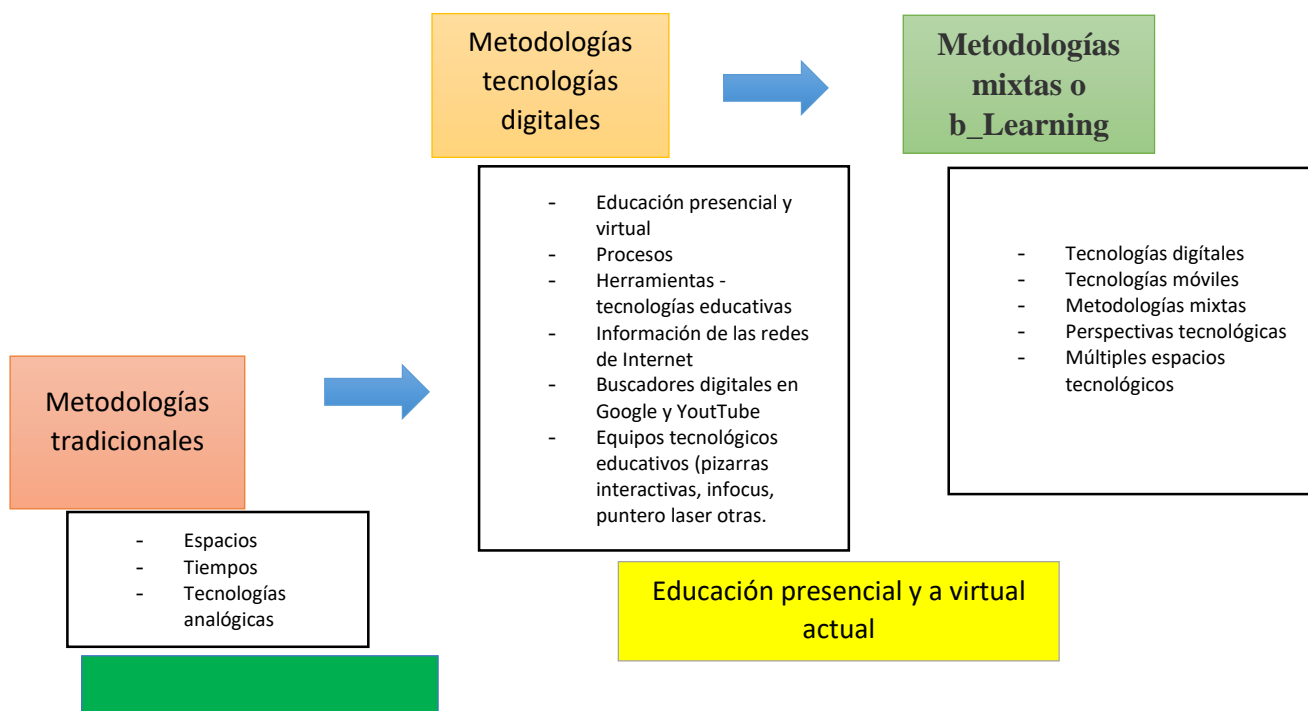 Metodologías
tecnologías
digitales
Metodologías
mixtas o
b_Learning
- Educación presencial y
virtual
- Procesos
- Herramientas -
tecnologías educativas
- Información de las redes
de Internet
- Buscadores digitales en
Google y YoutTube
- Equipos tecnológicos
educativos (pizarras
interactivas, infocus,
puntero laser otras.
- Tecnologías digítales
- Tecnologías móviles
- Metodologías mixtas
- Perspectivas tecnológicas
- Múltiples espacios
tecnológicos
Metodologías
tradicionales
- Espacios
- Tiempos
- Tecnologías
analógicas
Educación presencial y a virtual
actual